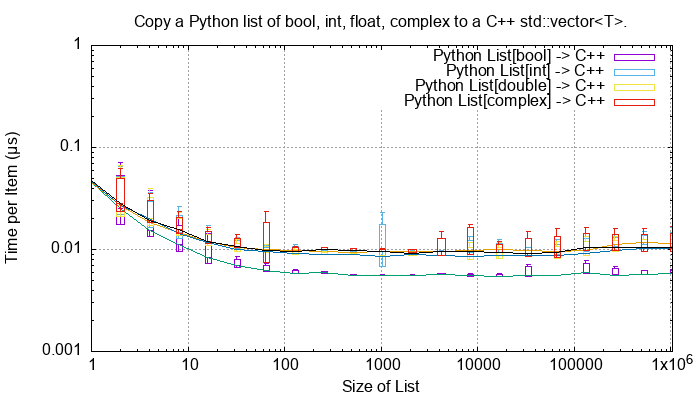 Copy a Python list of bool, int, float, complex to a C++ std::vector<T>.
Python List[bool] -> C++
Python List[int] -> C++
Python List[double] -> C++
Python List[complex] -> C++
Time per Item (µs)
1
0.1
0.01
0.001
1 10 100 1000 10000 100000 1x10⁶
Size of List